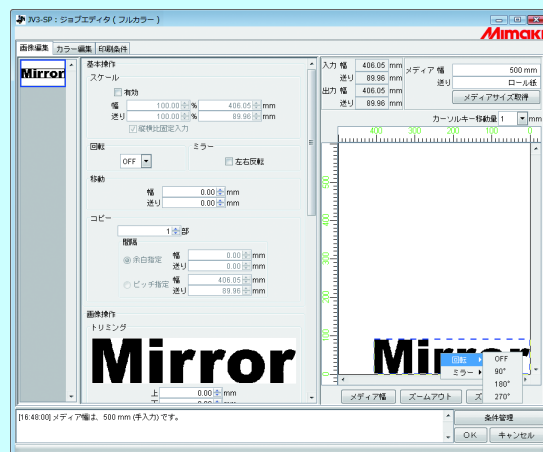 JV3-SP : ジョブエディタ ( フルカラー )
Mimaki
画像編集 カラー編集 印刷条件
Mirror
基本操作
スケール
有効
幅 100.00 % 406.05 mm
送り 100.00 % 89.96 mm
縦横比固定入力
回転 ミラー
OFF 左右反転
移動
幅 0.00 mm
送り 0.00 mm
コピー
1 部
間隔
余白指定 幅 0.00 mm
送り 0.00 mm
ピッチ指定 幅 406.05 mm
送り 89.96 mm
画像操作
トリミング
Mirror
上 0.00 mm
下 0.00 mm
入力 幅 406.05 mm
送り 89.96 mm
出力 幅 406.05 mm
送り 89.96 mm
メディア 幅 500 mm
送り ロール紙
メディアサイズ取得
カーソルキー移動量 1 mm
400 300 200 100 0
500
400
300
200
100
0
Mirror
回転 OFF
ミラー 90°
180°
270°
メディア幅 ズームアウト ズ
[16:48:00] メディア幅は、500 mm (手入力) です。
条件管理
OK キャンセル